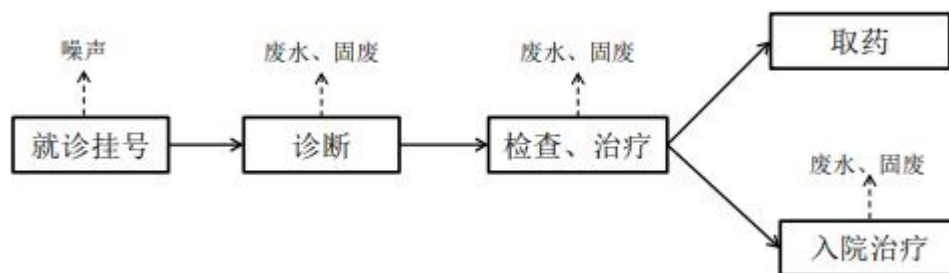 噪声
废水、固废
废水、固废
取药
就诊挂号
诊断
检查、治疗
废水、固废
入院治疗